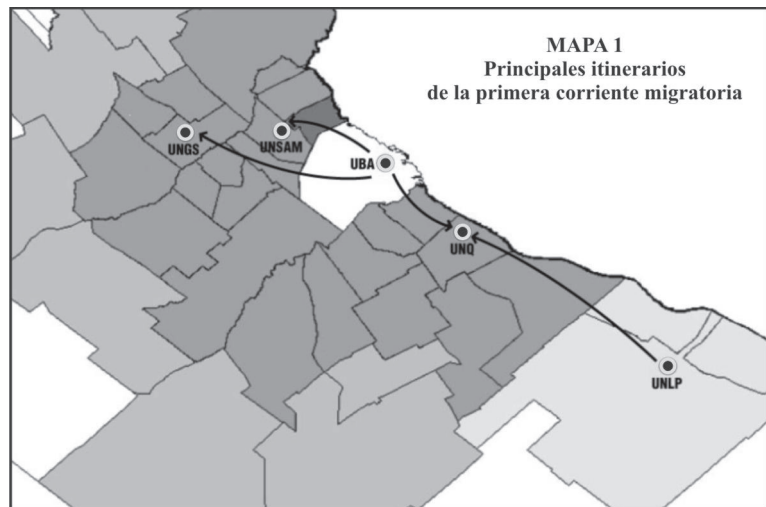 MAPA 1
Principales itinerarios
de la primera corriente migratoria
UNGS
UNSAM
UBA
UNQ
UNLP